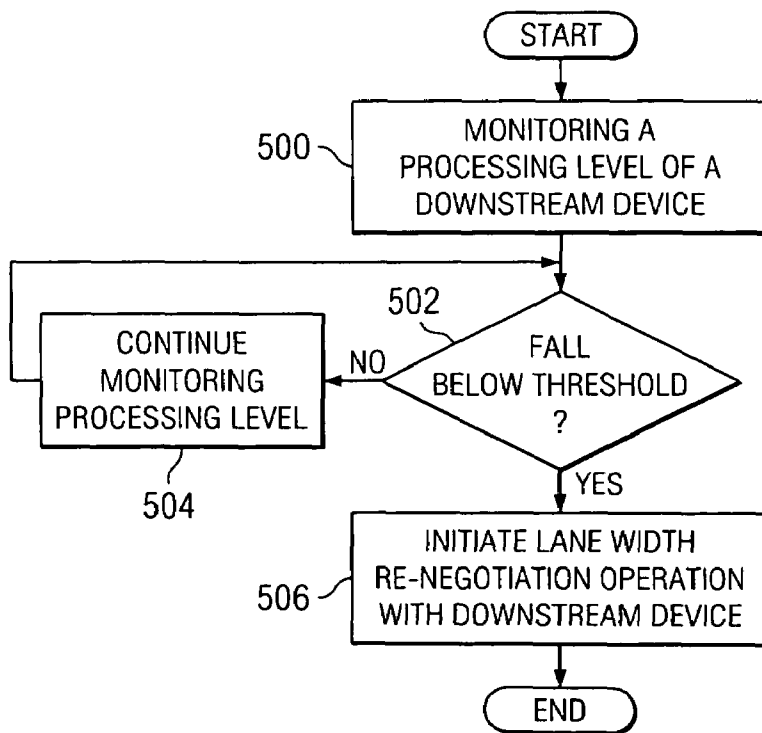 START
500
MONITORING A
PROCESSING LEVEL OF A
DOWNSTREAM DEVICE
502
FALL
BELOW THRESHOLD
?
NO
CONTINUE
MONITORING
PROCESSING LEVEL
504
YES
506
INITIATE LANE WIDTH
RE-NEGOTIATION OPERATION
WITH DOWNSTREAM DEVICE
END